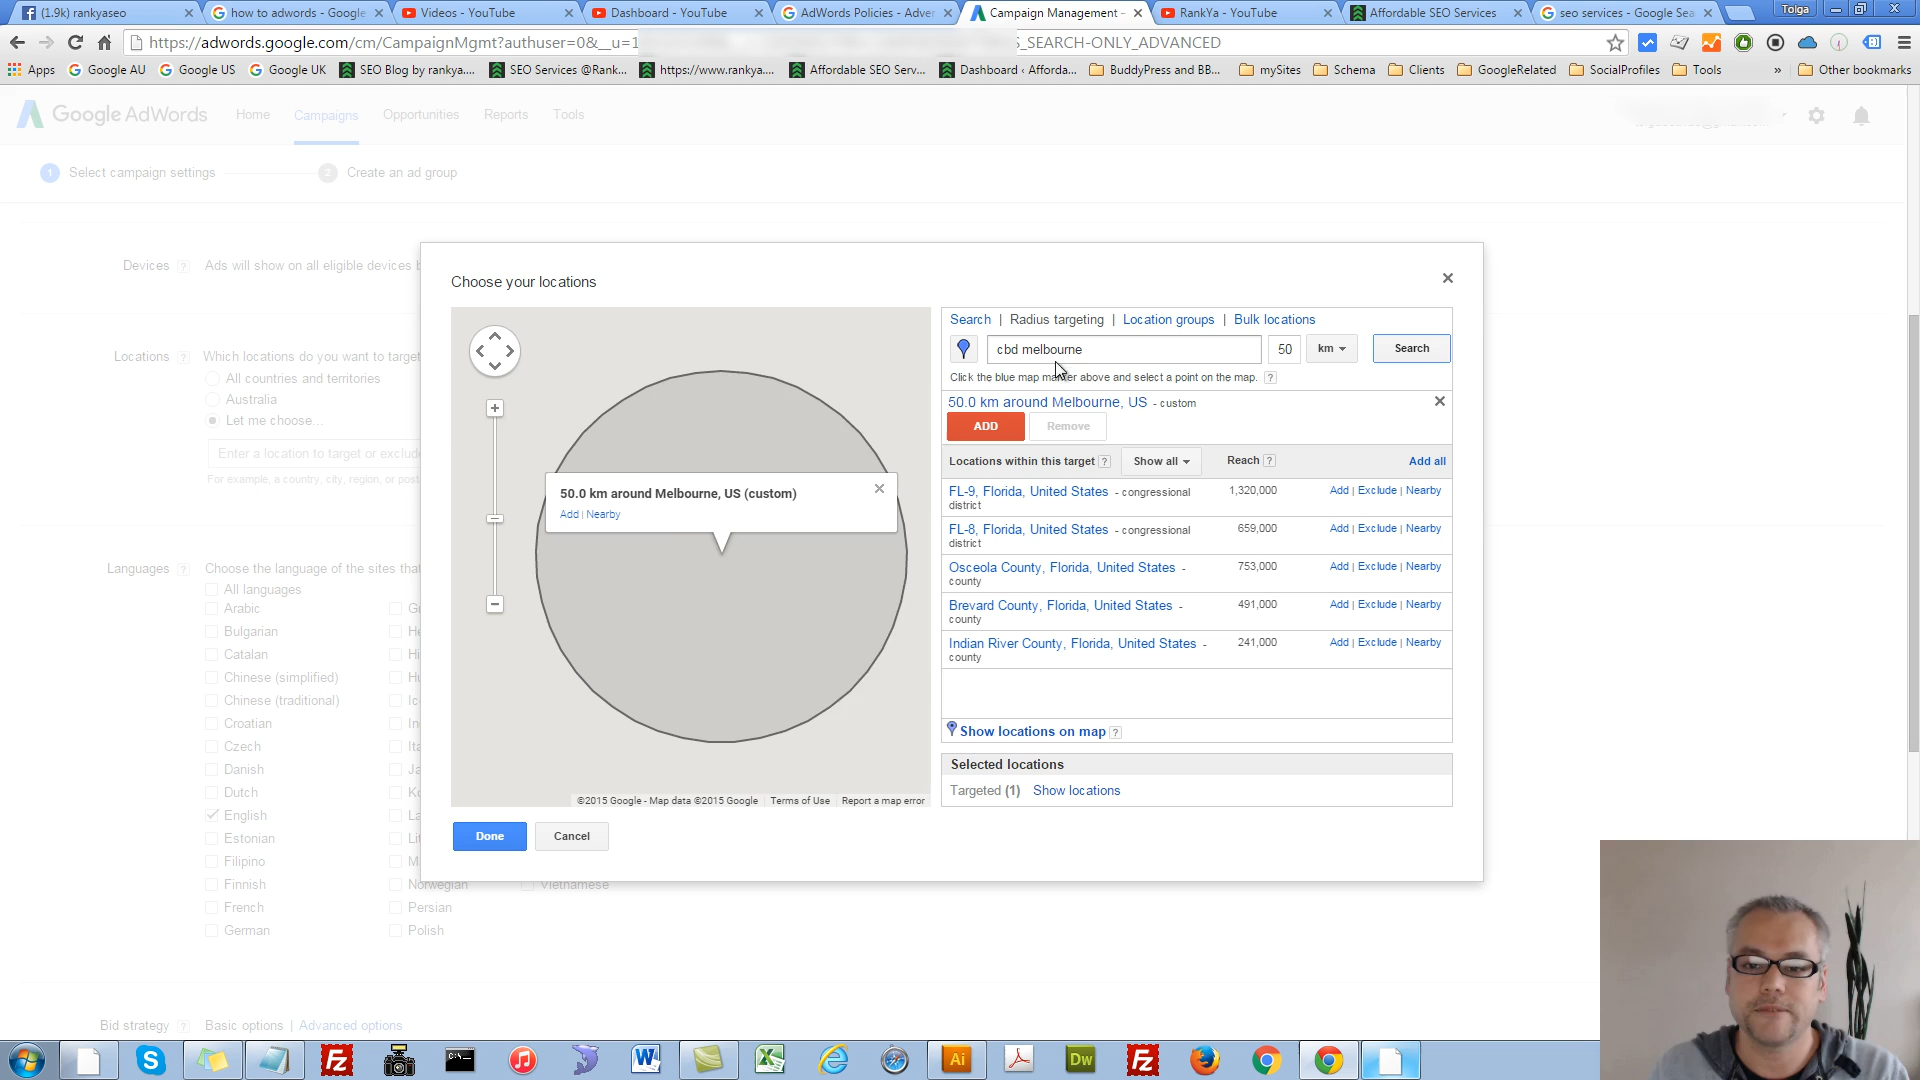 (1.9k) rankyaseo
how to adwords - Google
Videos - YouTube
Dashboard - YouTube
AdWords Policies - Adver
Campaign Management -
RankYa - YouTube
Affordable SEO Services
seo services - Google Sea
Tolga
https://adwords.google.com/cm/CampaignMgmt?authuser=0&__u=1
_SEARCH-ONLY_ADVANCED
Apps
Google AU
Google US
Google UK
SEO Blog by rankya....
SEO Services @Rank...
https://www.rankya....
Affordable SEO Serv...
Dashboard ‹ Afforda...
BuddyPress and BB...
mySites
Schema
Clients
GoogleRelated
SocialProfiles
Tools
»
Other bookmarks
Google AdWords
Home
Campaigns
Opportunities
Reports
Tools
1 Select campaign settings
2 Create an ad group
Devices ?
Ads will show on all eligible devices b
Locations ?
Which locations do you want to target
All countries and territories
Australia
Let me choose...
Enter a location to target or exclude
For example, a country, city, region, or post
Languages ?
Choose the language of the sites that
All languages
Arabic
Bulgarian
Catalan
Chinese (simplified)
Chinese (traditional)
Croatian
Czech
Danish
Dutch
English
Estonian
Filipino
Finnish
French
German
Norwegian
Persian
Polish
Vietnamese
Bid strategy ?
Basic options | Advanced options
Choose your locations
Search | Radius targeting | Location groups | Bulk locations
cbd melbourne
50
km
Search
Click the blue map marker above and select a point on the map. ?
50.0 km around Melbourne, US - custom
ADD
Remove
Locations within this target ?
Show all
Reach ?
Add all
FL-9, Florida, United States - congressional
district
1,320,000
Add | Exclude | Nearby
FL-8, Florida, United States - congressional
district
659,000
Add | Exclude | Nearby
Osceola County, Florida, United States -
county
753,000
Add | Exclude | Nearby
Brevard County, Florida, United States -
county
491,000
Add | Exclude | Nearby
Indian River County, Florida, United States -
county
241,000
Add | Exclude | Nearby
Show locations on map ?
Selected locations
Targeted (1) Show locations
50.0 km around Melbourne, US (custom)
Add | Nearby
©2015 Google - Map data ©2015 Google
Terms of Use
Report a map error
Done
Cancel
Ai
Dw